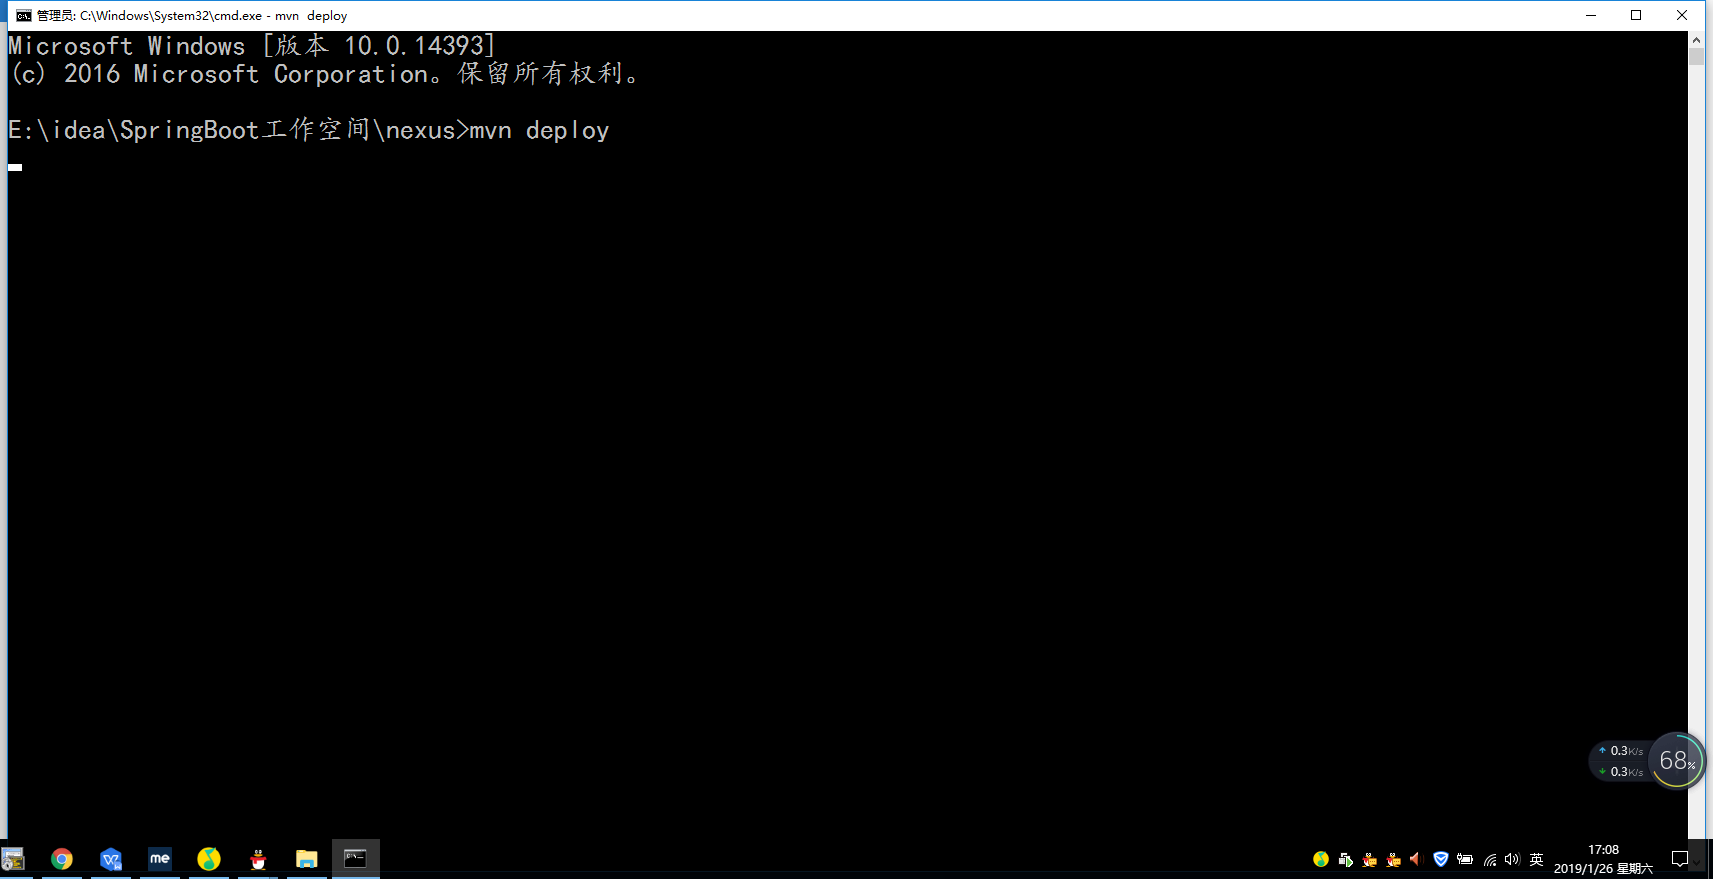 管理员: C:\Windows\System32\cmd.exe - mvn  deploy
Microsoft Windows [版本 10.0.14393]
(c) 2016 Microsoft Corporation。保留所有权利。
E:\idea\SpringBoot工作空间\nexus>mvn deploy
0.3K/s
0.3K/s
68%
me
英
17:08
2019/1/26 星期六